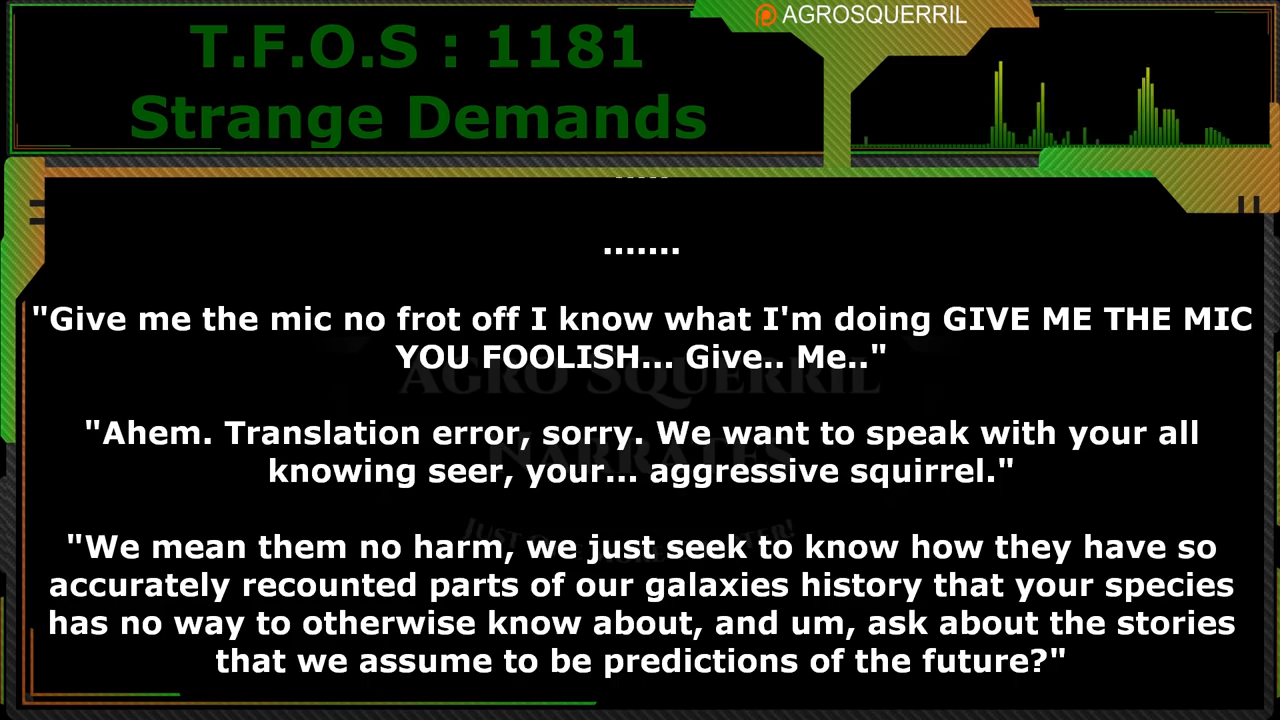 AGROSQUERRIL
T.F.O.S : 1181
Strange Demands
.....
.......
"Give me the mic no frot off I know what I'm doing GIVE ME THE MIC
YOU FOOLISH... Give.. Me.."
AGRO SQUERRIL
"Ahem. Translation error, sorry. We want to speak with your all
NARRATES
knowing seer, your... aggressive squirrel."
"We mean them no harm, we just seek to know how they have so
accurately recounted parts of our galaxies history that your species
has no way to otherwise know about, and um, ask about the stories
that we assume to be predictions of the future?"